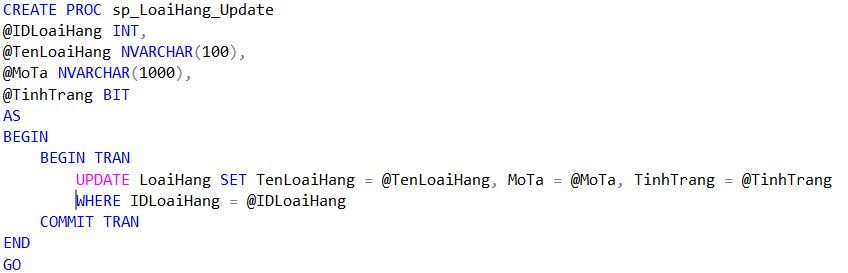 CREATE PROC sp_LoaiHang_Update
@IDLoaiHang INT,
@TenLoaiHang NVARCHAR(100),
@MoTa NVARCHAR(1000),
@TinhTrang BIT
AS
BEGIN
    BEGIN TRAN
        UPDATE LoaiHang SET TenLoaiHang = @TenLoaiHang, MoTa = @MoTa, TinhTrang = @TinhTrang
        WHERE IDLoaiHang = @IDLoaiHang
    COMMIT TRAN
END
GO